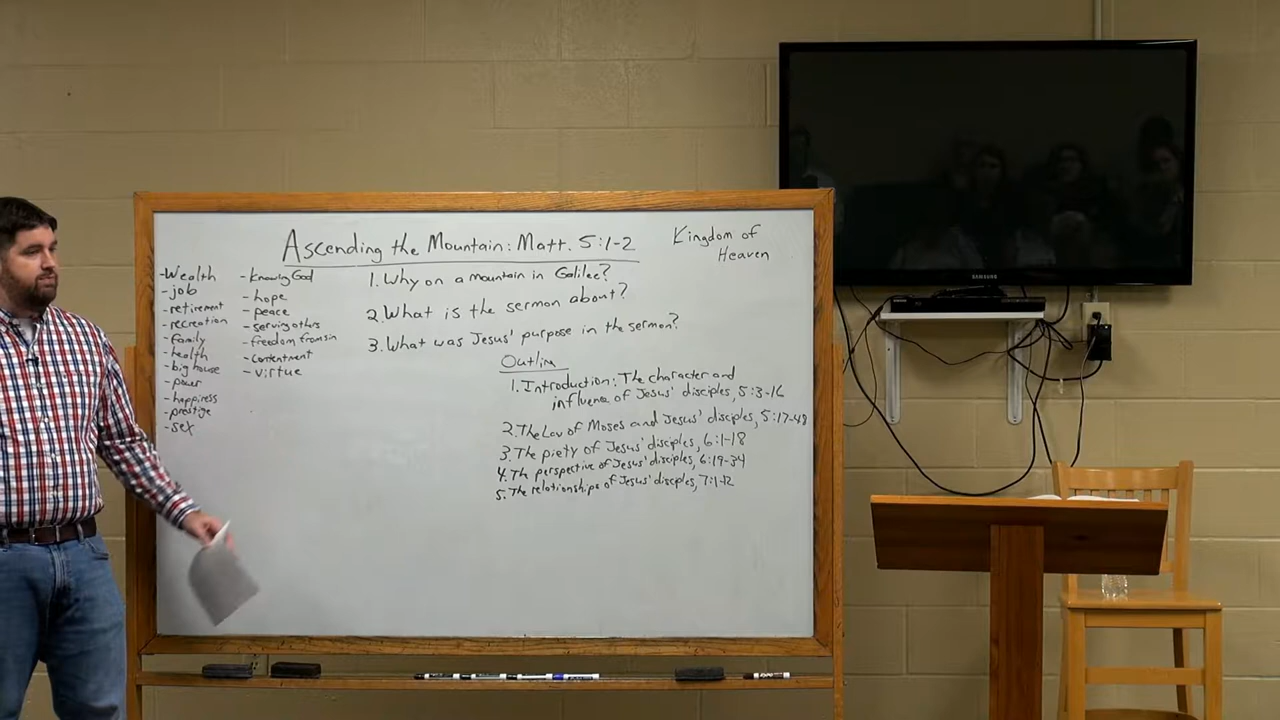 Ascending the Mountain: Matt. 5:1-2
Kingdom of
Heaven
- Wealth
- job
- retirement
- recreation
- family
- health
- big house
- power
- happiness
- prestige
- sex
- Knowing God
- hope
- peace
- serving others
- freedom from sin
- contentment
- virtue
1. Why on a mountain in Galilee?
2. What is the sermon about?
3. What was Jesus' purpose in the sermon?
Outline
1. Introduction: The character and
influence of Jesus' disciples, 5:3-16
2. The Law of Moses and Jesus' disciples, 5:17-48
3. The piety of Jesus' disciples, 6:1-18
4. The perspective of Jesus' disciples, 6:19-34
5. The relationships of Jesus' disciples, 7:1-12
SAMSUNG